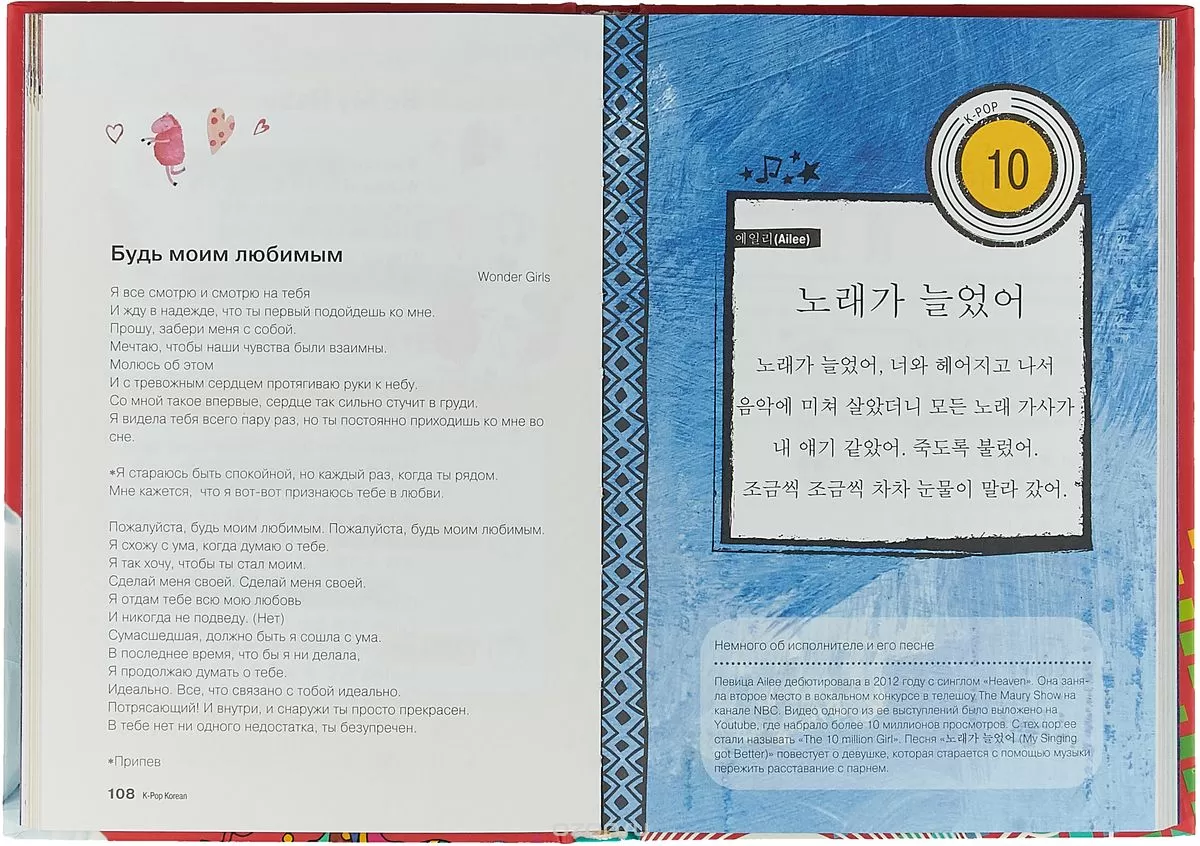 Будь моим любимым
Wonder Girls
Я все смотрю и смотрю на тебя
И жду в надежде, что ты первый подойдешь ко мне.
Прошу, забери меня с собой.
Мечтаю, чтобы наши чувства были взаимны.
Молюсь об этом
И с тревожным сердцем протягиваю руки к небу.
Со мной такое впервые, сердце так сильно стучит в груди.
Я видела тебя всего пару раз, но ты постоянно приходишь ко мне во
сне.
*Я стараюсь быть спокойной, но каждый раз, когда ты рядом.
Мне кажется, что я вот-вот признаюсь тебе в любви.
Пожалуйста, будь моим любимым. Пожалуйста, будь моим любимым.
Я схожу с ума, когда думаю о тебе.
Я так хочу, чтобы ты стал моим.
Сделай меня своей. Сделай меня своей.
Я отдам тебе всю мою любовь
И никогда не подведу. (Нет)
Сумасшедшая, должно быть я сошла с ума.
В последнее время, что бы я ни делала,
Я продолжаю думать о тебе.
Идеально. Все, что связано с тобой идеально.
Потрясающий! И внутри, и снаружи ты просто прекрасен.
В тебе нет ни одного недостатка, ты безупречен.
*Припев
108 K-Pop Korean
K-POP
10
에일리(Ailee)
노래가 늘었어
노래가 늘었어, 너와 헤어지고 나서
음악에 미쳐 살았더니 모든 노래 가사가
내 얘기 같았어. 죽도록 불렀어.
조금씩 조금씩 차차 눈물이 말라 갔어.
Немного об исполнителе и его песне
Певица Ailee дебютировала в 2012 году с синглом «Heaven». Она заня-
ла второе место в вокальном конкурсе в телешоу The Maury Show на
канале NBC. Видео одного из ее выступлений было выложено на
Youtube, где набрало более 10 миллионов просмотров. С тех пор ее
стали называть «The 10 million Girl». Песня «노래가 늘었어 (My Singing
got Better)» повествует о девушке, которая старается с помощью музыки
пережить расставание с парнем.